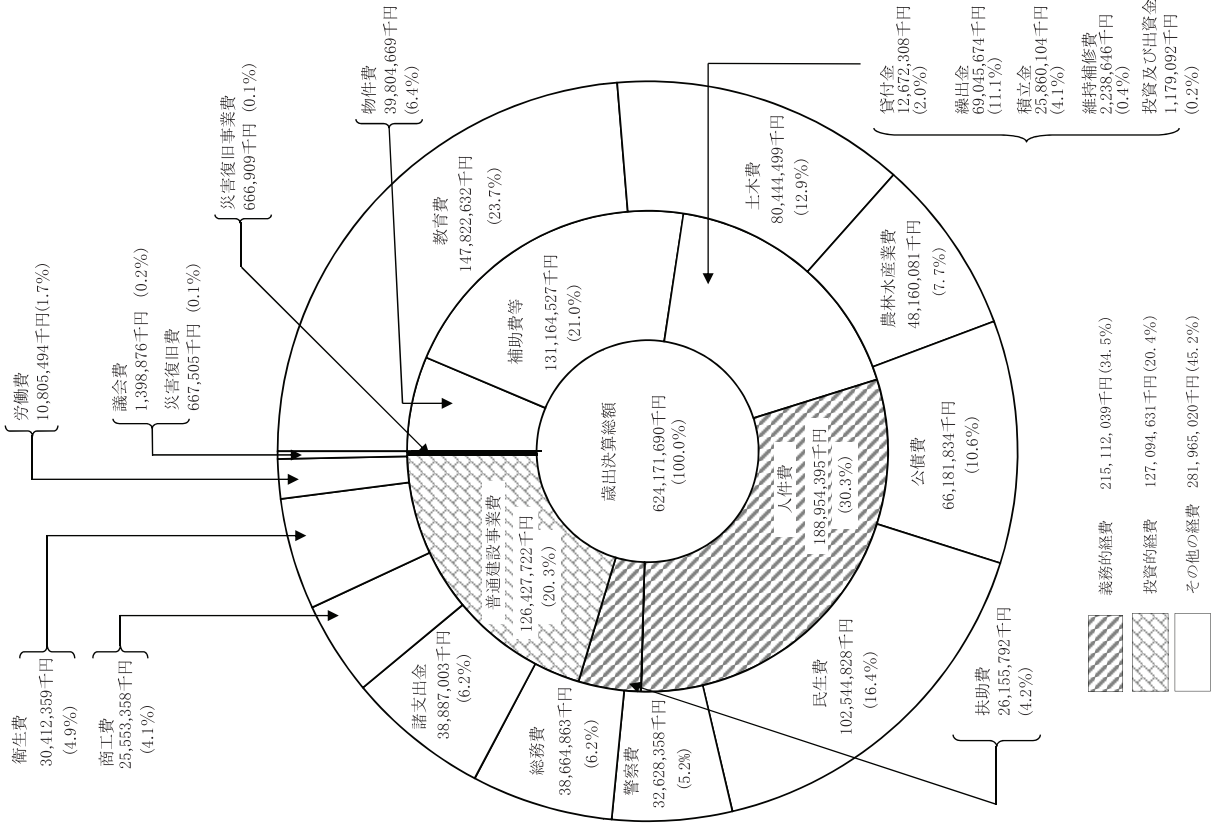 労働費
10,805,494千円(1.7%)
議会費
1,398,876千円 (0.2%)
災害復旧費
667,505千円 (0.1%)
災害復旧事業費
666,909千円 (0.1%)
物件費
39,804,669千円
(6.4%)
貸付金
12,672,308千円
(2.0%)
繰出金
69,045,674千円
(11.1%)
積立金
25,860,104千円
(4.1%)
維持補修費
2,238,646千円
(0.4%)
投資及び出資金
1,179,092千円
(0.2%)
衛生費
30,412,359千円
(4.9%)
商工費
25,553,358千円
(4.1%)
教育費
147,822,632千円
(23.7%)
土木費
80,444,499千円
(12.9%)
農林水産業費
48,160,081千円
(7.7%)
公債費
66,181,834千円
(10.6%)
民生費
102,544,828千円
(16.4%)
警察費
32,628,358千円
(5.2%
総務費
38,664,863千円
(6.2%)
諸支出金
38,887,003千円
(6.2%)
補助費等
131,164,527千円
(21.0%)
普通建設事業費
126,427,722千円
(20.3%)
歳出決算総額
624,171,690千円
(100.0%)
人件費
188,954,395千円
(30.3%)
扶助費
26,155,792千円
(4.2%)
義務的経費 215,112,039千円(34.5%)
投資的経費 127,094,631千円(20.4%)
その他の経費 281,965,020千円(45.2%)